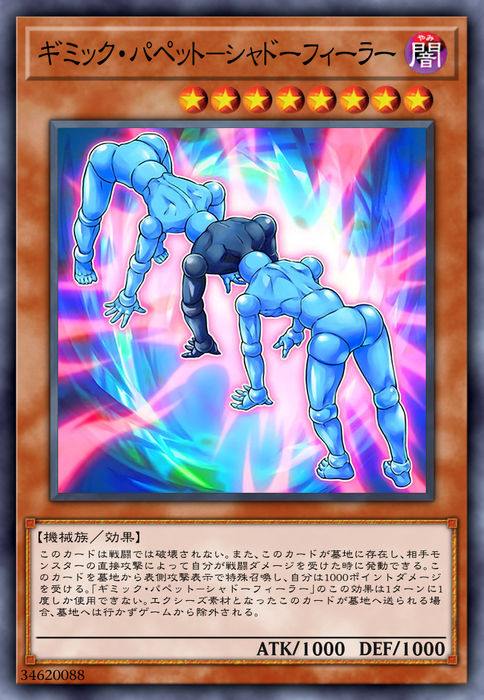 ギミック・パペット－シャドーフィーラー
やみ
闇
【機械族／効果】
このカードは戦闘では破壊されない。また、このカードが墓地に存在し、相手モ
ンスターの直接攻撃によって自分が戦闘ダメージを受けた時に発動できる。こ
のカードを墓地から表側攻撃表示で特殊召喚し、自分は1000ポイントダメージ
を受ける。「ギミック・パペット－シャドーフィーラー」のこの効果は1ターンに1
度しか使用できない。エクシーズ素材となったこのカードが墓地へ送られる場
合、墓地へは行かずゲームから除外される。
ATK/1000 DEF/1000
34620088